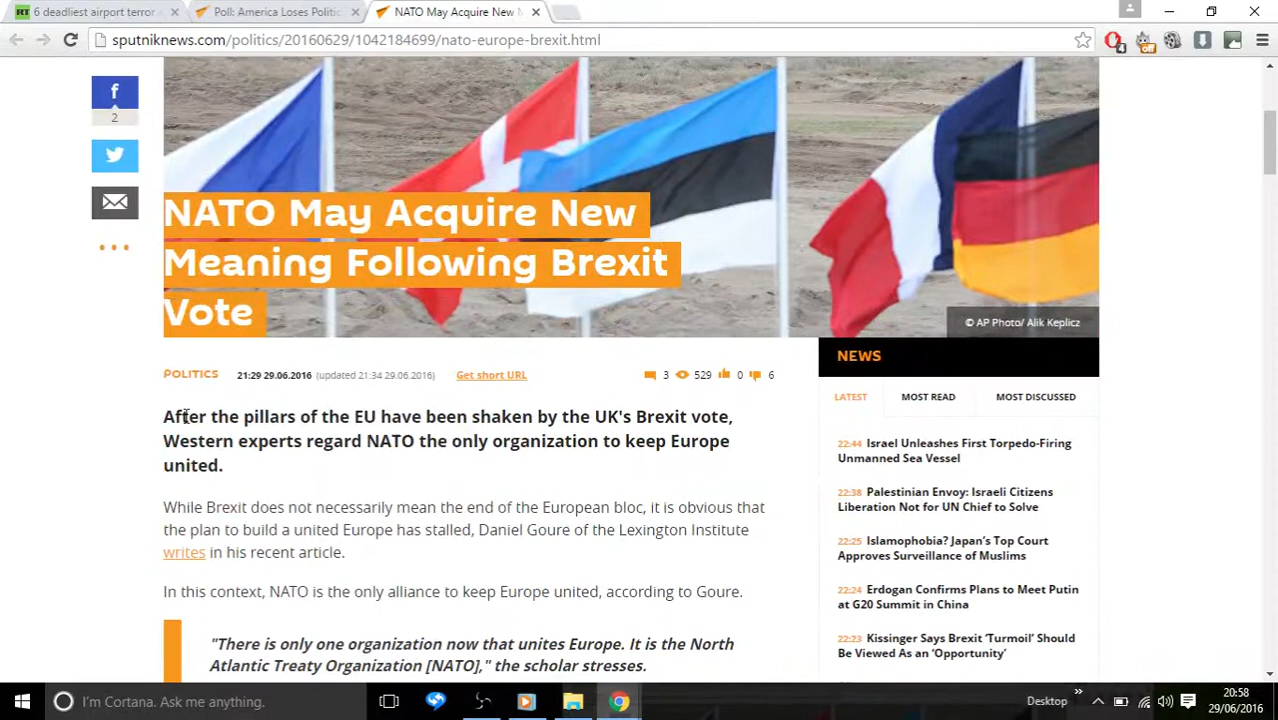 RT 6 deadliest airport terror
Poll: America Loses Politic
NATO May Acquire New
sputniknews.com/politics/20160629/1042184699/nato-europe-brexit.html
4
off
f
2
NATO May Acquire New
Meaning Following Brexit
Vote
© AP Photo/ Alik Keplicz
POLITICS 21:29 29.06.2016 (updated 21:34 29.06.2016) Get short URL 3 529 0 6
After the pillars of the EU have been shaken by the UK's Brexit vote,
Western experts regard NATO the only organization to keep Europe
united.
While Brexit does not necessarily mean the end of the European bloc, it is obvious that
the plan to build a united Europe has stalled, Daniel Goure of the Lexington Institute
writes in his recent article.
In this context, NATO is the only alliance to keep Europe united, according to Goure.
"There is only one organization now that unites Europe. It is the North
Atlantic Treaty Organization [NATO]," the scholar stresses.
NEWS
LATEST MOST READ MOST DISCUSSED
22:44 Israel Unleashes First Torpedo-Firing
Unmanned Sea Vessel
22:38 Palestinian Envoy: Israeli Citizens
Liberation Not for UN Chief to Solve
22:25 Islamophobia? Japan's Top Court
Approves Surveillance of Muslims
22:24 Erdogan Confirms Plans to Meet Putin
at G20 Summit in China
22:23 Kissinger Says Brexit ‘Turmoil’ Should
Be Viewed As an ‘Opportunity’
I'm Cortana. Ask me anything.
Desktop
20:58
29/06/2016